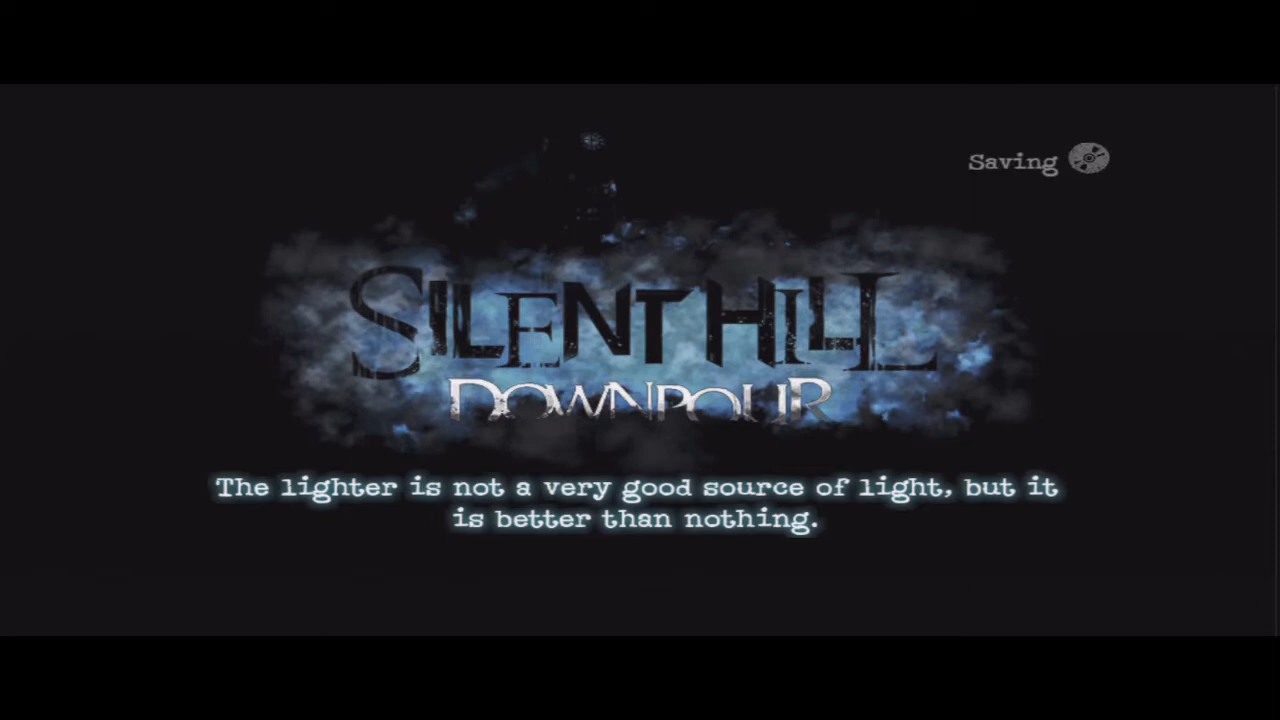 Saving
SILENT HILL
DOWNPOUR
The lighter is not a very good source of light, but it
is better than nothing.